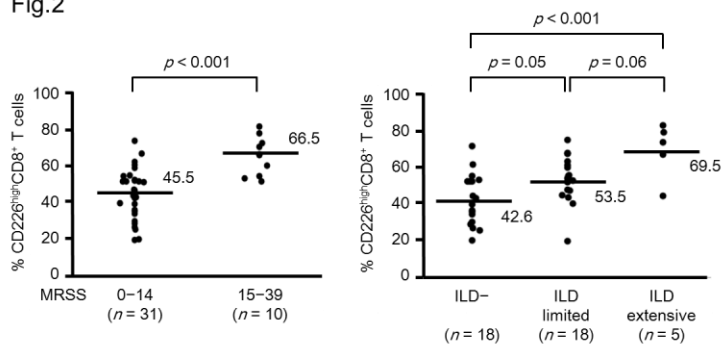 Fig.2
p < 0.001
% CD226highCD8+ T cells
100
80
60
40
20
0
45.5
66.5
MRSS 0−14 15−39
(n = 31) (n = 10)
p < 0.001
p = 0.05 p = 0.06
% CD226highCD8+ T cells
100
80
60
40
20
0
42.6
53.5
69.5
ILD− ILD ILD
limited extensive
(n = 18) (n = 18) (n = 5)